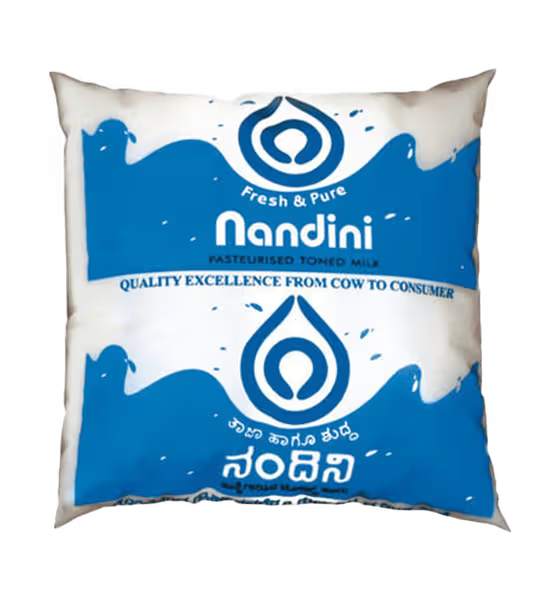 Fresh & Pure
nandini
PASTEURISED TONED MILK
QUALITY EXCELLENCE FROM COW TO CONSUMER
ತಾಜಾ ಹಾಗೂ ಶುದ್ಧ
ನಂದಿನಿ